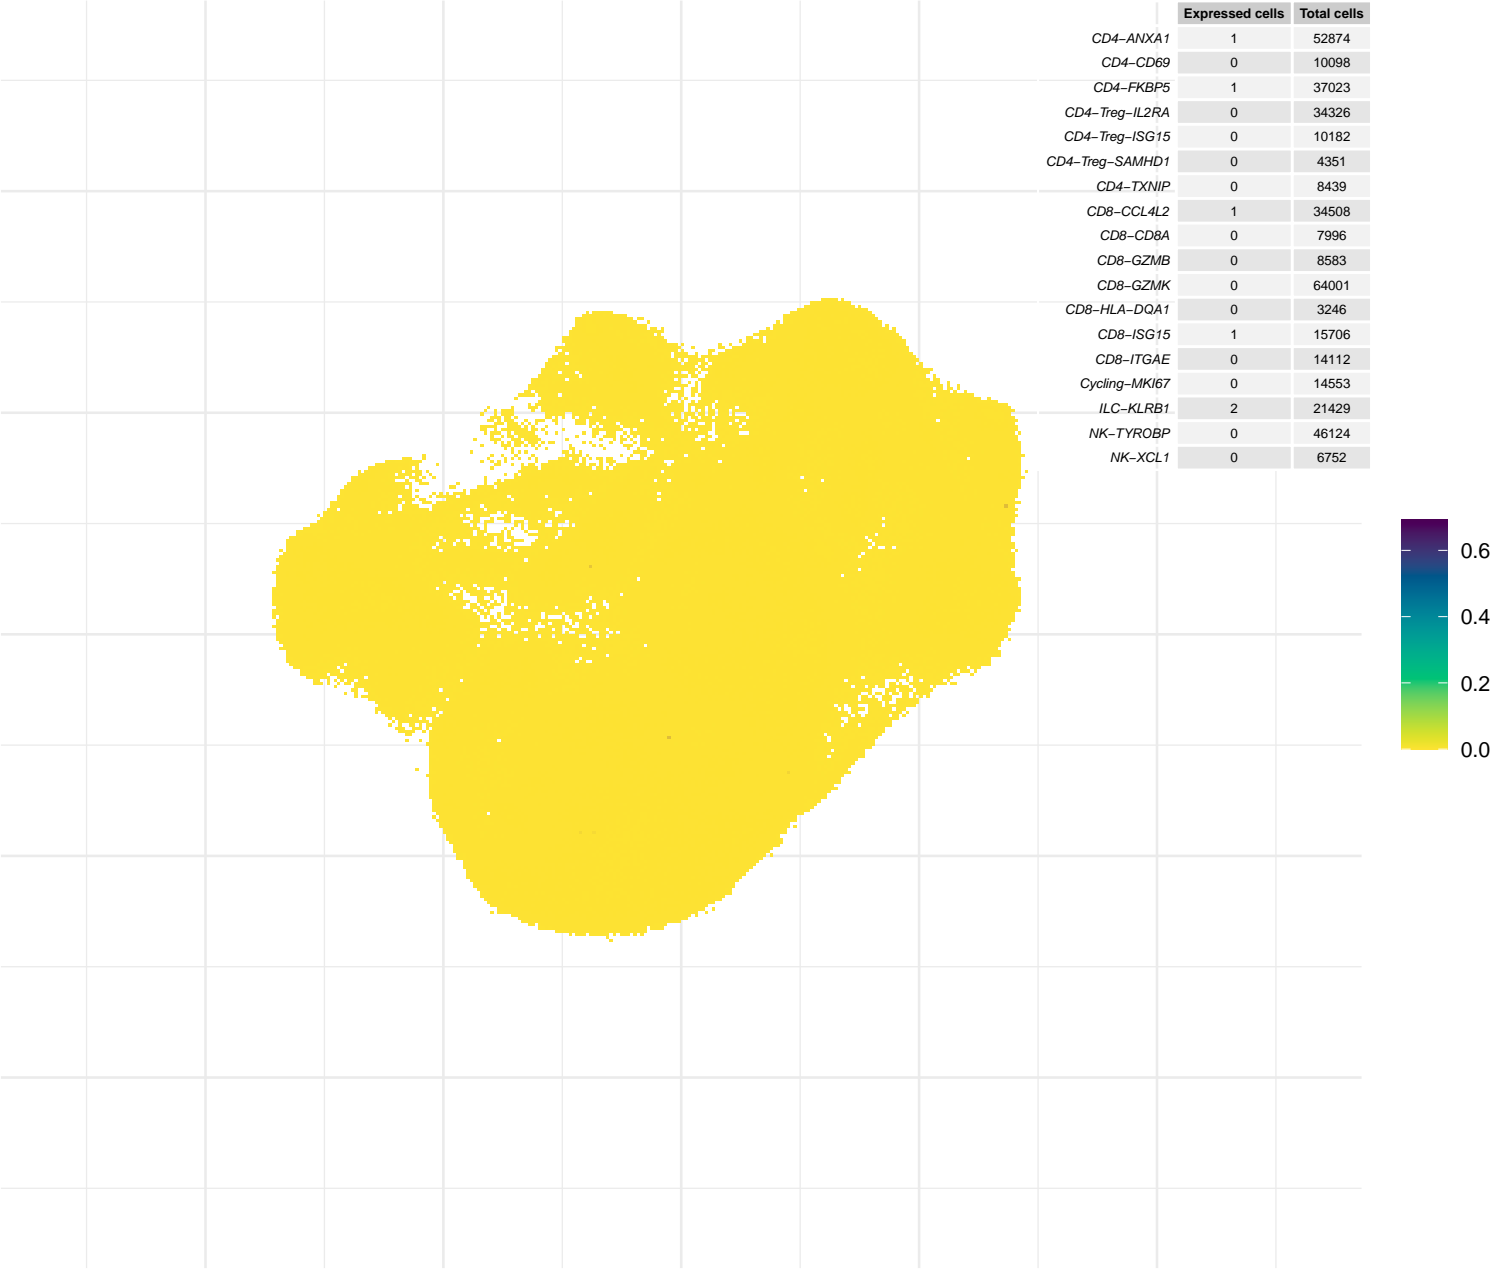 Expressed cells Total cells
CD4−ANXA1 1 52874
CD4−CD69 0 10098
CD4−FKBP5 1 37023
CD4−Treg−IL2RA 0 34326
CD4−Treg−ISG15 0 10182
CD4−Treg−SAMHD1 0 4351
CD4−TXNIP 0 8439
CD8−CCL4L2 1 34508
CD8−CD8A 0 7996
CD8−GZMB 0 8583
CD8−GZMK 0 64001
CD8−HLA−DQA1 0 3246
CD8−ISG15 1 15706
CD8−ITGAE 0 14112
Cycling−MKI67 0 14553
ILC−KLRB1 2 21429
NK−TYROBP 0 46124
NK−XCL1 0 6752
0.6
0.4
0.2
0.0